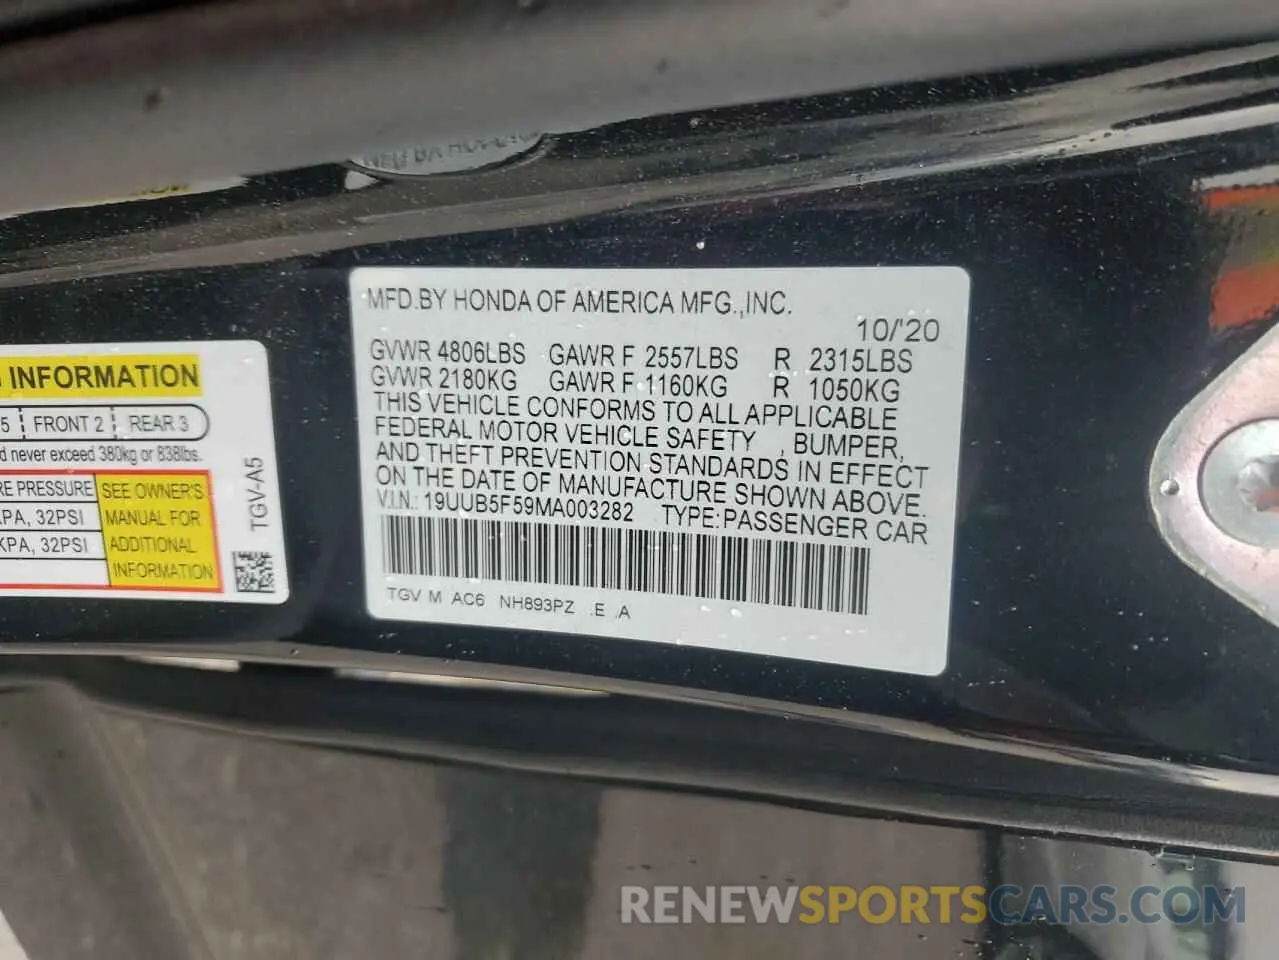 MFD.BY HONDA OF AMERICA MFG.,INC.
10/'20
GVWR 4806LBS GAWR F 2557LBS R 2315LBS
GVWR 2180KG GAWR F 1160KG R 1050KG
THIS VEHICLE CONFORMS TO ALL APPLICABLE
FEDERAL MOTOR VEHICLE SAFETY , BUMPER,
AND THEFT PREVENTION STANDARDS IN EFFECT
ON THE DATE OF MANUFACTURE SHOWN ABOVE.
V.I.N.: 19UUB5F59MA003282 TYPE:PASSENGER CAR
TGV M AC6 NH893PZ .E .A
INFORMATION
5 FRONT 2 REAR 3
never exceed 380kg or 838lbs.
PRESSURE SEE OWNER'S
KPA, 32PSI MANUAL FOR
KPA, 32PSI ADDITIONAL
INFORMATION
TGV-A5
RENEWSPORTSCARS.COM